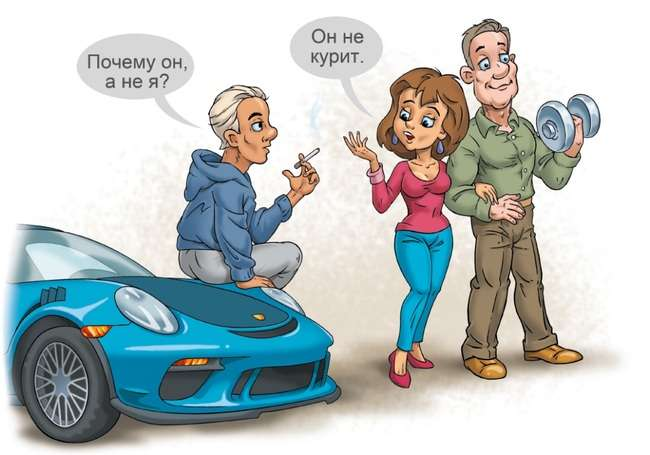 Почему он,
а не я?
Он не
курит.